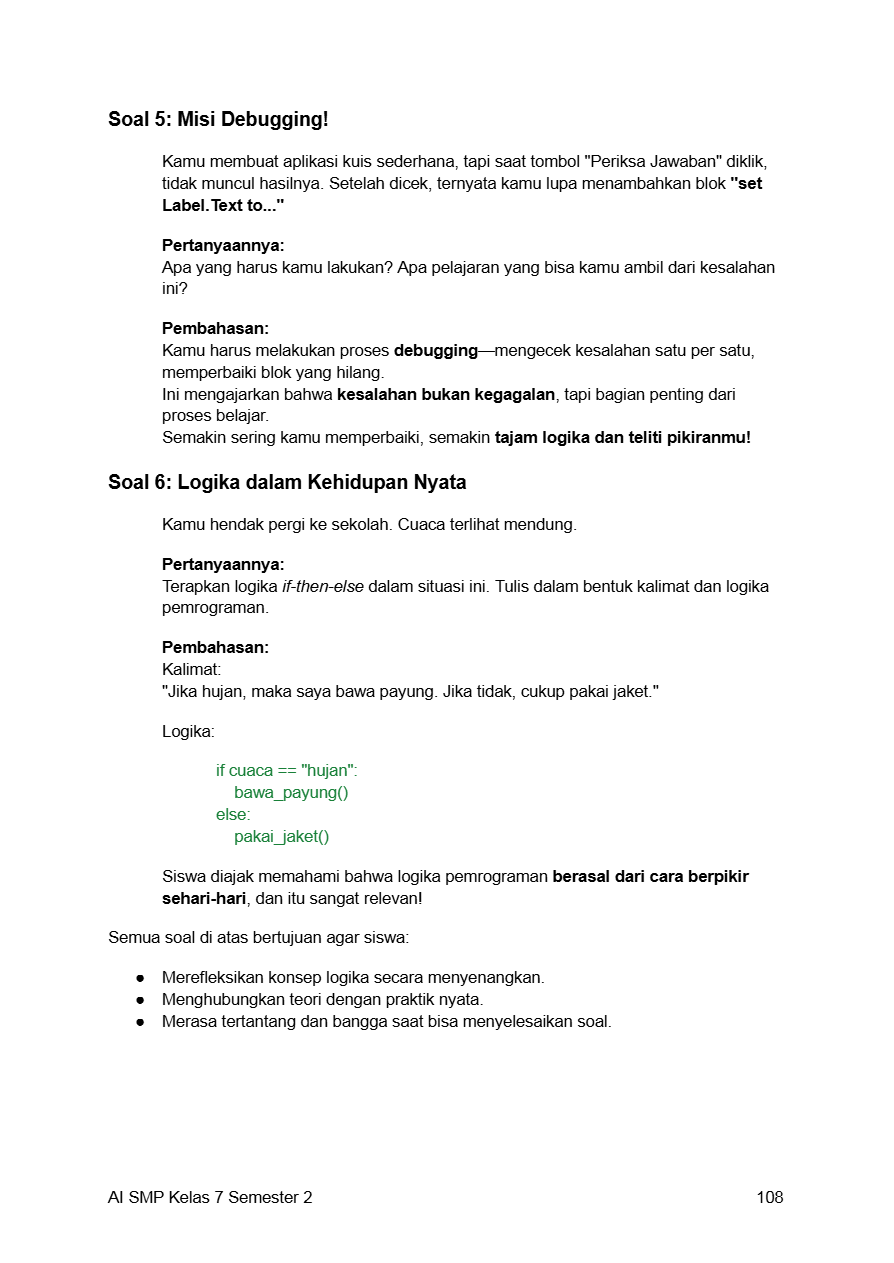 Soal 5: Misi Debugging!
Kamu membuat aplikasi kuis sederhana, tapi saat tombol "Periksa Jawaban" diklik,
tidak muncul hasilnya. Setelah dicek, ternyata kamu lupa menambahkan blok "set
Label.Text to..."
Pertanyaannya:
Apa yang harus kamu lakukan? Apa pelajaran yang bisa kamu ambil dari kesalahan
ini?
Pembahasan:
Kamu harus melakukan proses debugging—mengecek kesalahan satu per satu,
memperbaiki blok yang hilang.
Ini mengajarkan bahwa kesalahan bukan kegagalan, tapi bagian penting dari
proses belajar.
Semakin sering kamu memperbaiki, semakin tajam logika dan teliti pikiranmu!
Soal 6: Logika dalam Kehidupan Nyata
Kamu hendak pergi ke sekolah. Cuaca terlihat mendung.
Pertanyaannya:
Terapkan logika if-then-else dalam situasi ini. Tulis dalam bentuk kalimat dan logika
pemrograman.
Pembahasan:
Kalimat:
"Jika hujan, maka saya bawa payung. Jika tidak, cukup pakai jaket."
Logika:
if cuaca == "hujan":
bawa_payung()
else:
pakai_jaket()
Siswa diajak memahami bahwa logika pemrograman berasal dari cara berpikir
sehari-hari, dan itu sangat relevan!
Semua soal di atas bertujuan agar siswa:
● Merefleksikan konsep logika secara menyenangkan.
● Menghubungkan teori dengan praktik nyata.
● Merasa tertantang dan bangga saat bisa menyelesaikan soal.
AI SMP Kelas 7 Semester 2 108